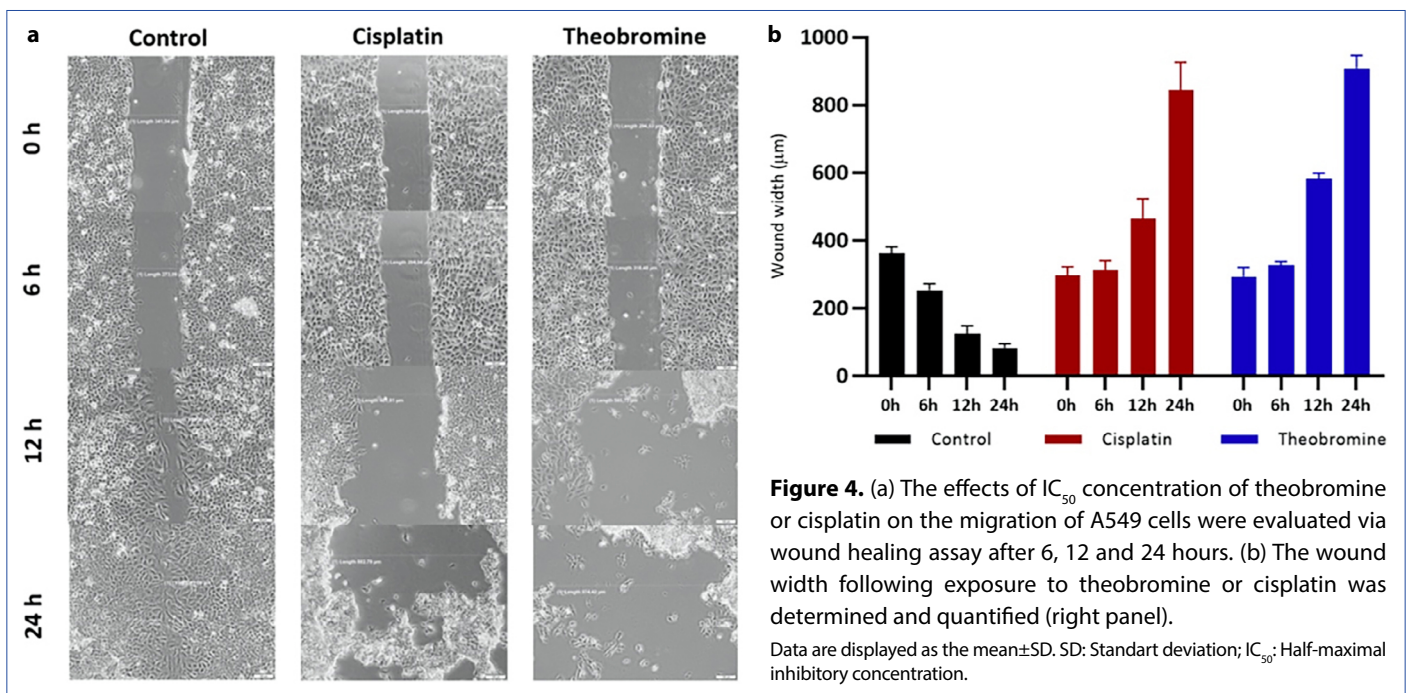 a
Control
Cisplatin
Theobromine
0 h
6 h
12 h
24 h
b
1000
800
600
400
200
0
Wound width (µm)
0h 6h 12h 24h 0h 6h 12h 24h 0h 6h 12h 24h
Control Cisplatin Theobromine
Figure 4. (a) The effects of IC50 concentration of theobromine
or cisplatin on the migration of A549 cells were evaluated via
wound healing assay after 6, 12 and 24 hours. (b) The wound
width following exposure to theobromine or cisplatin was
determined and quantified (right panel).
Data are displayed as the mean±SD. SD: Standart deviation; IC50: Half-maximal
inhibitory concentration.